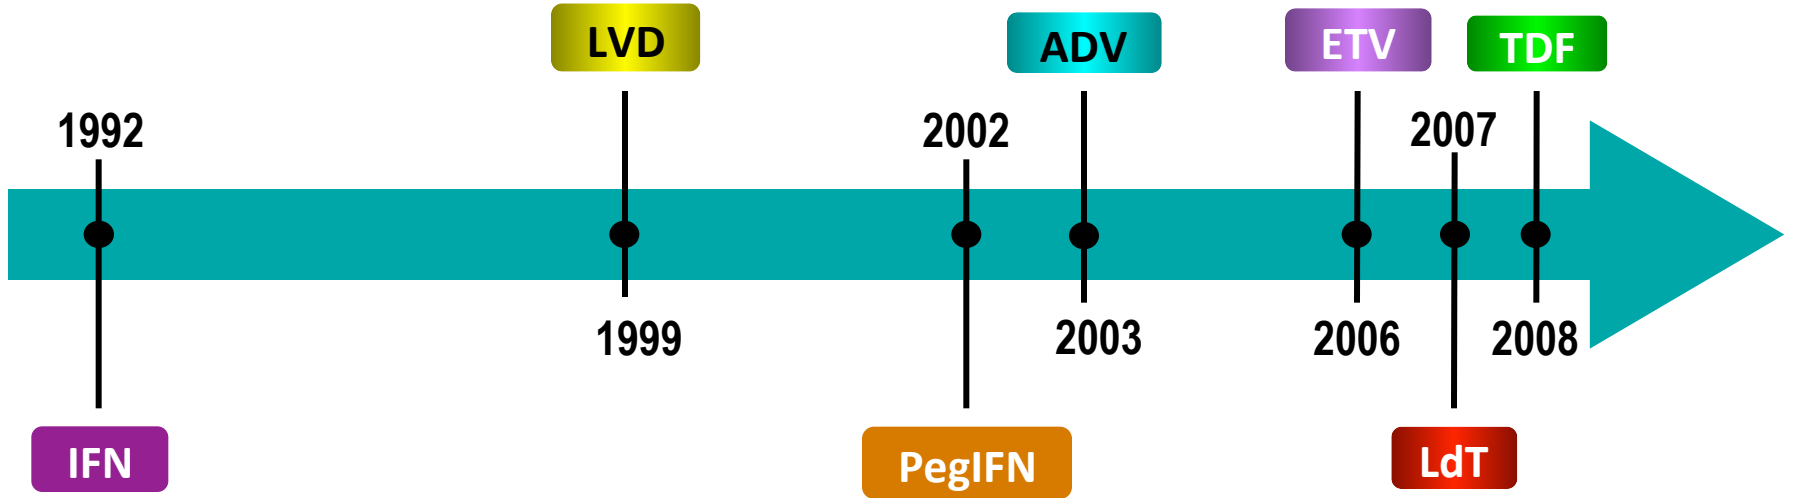 LVD
ADV
ETV
TDF
1992
2002
2007
1999
2003
2006
2008
IFN
PegIFN
LdT